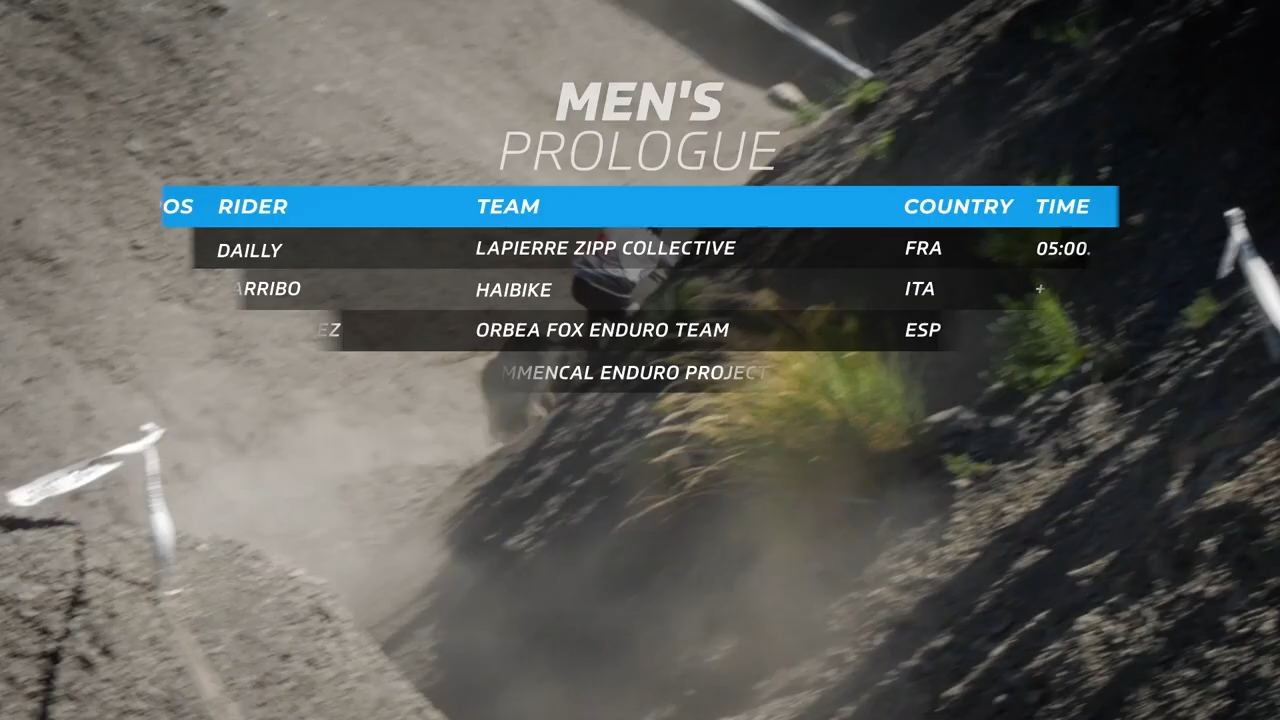 MEN'S
PROLOGUE
OS RIDER TEAM COUNTRY TIME
DAILLY LAPIERRE ZIPP COLLECTIVE FRA 05:00.
ARRIBO HAIBIKE ITA +
EZ ORBEA FOX ENDURO TEAM ESP
MMENCAL ENDURO PROJECT